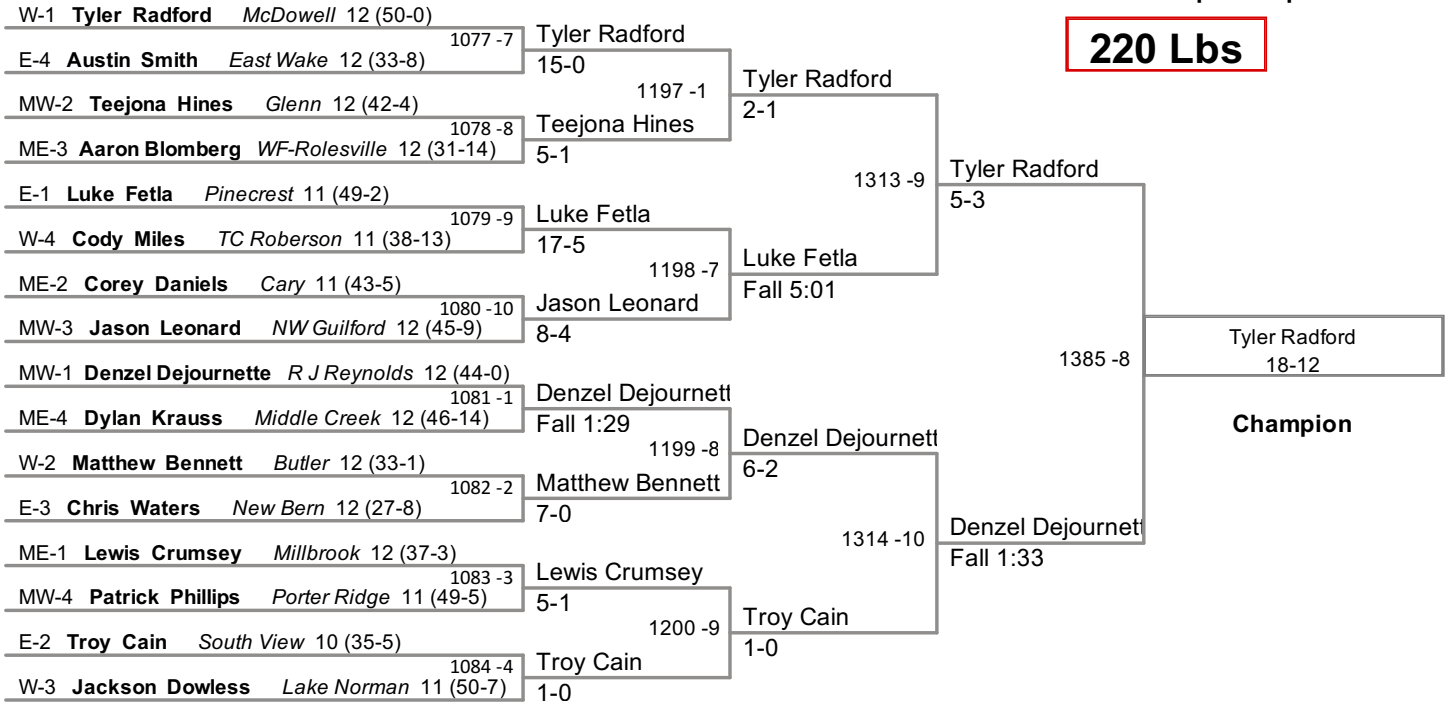 220 Lbs
W-1 Tyler Radford McDowell 12 (50-0)
1077 -7
E-4 Austin Smith East Wake 12 (33-8)
MW-2 Teejona Hines Glenn 12 (42-4)
1078 -8
ME-3 Aaron Blomberg WF-Rolesville 12 (31-14)
E-1 Luke Fetla Pinecrest 11 (49-2)
1079 -9
W-4 Cody Miles TC Roberson 11 (38-13)
ME-2 Corey Daniels Cary 11 (43-5)
1080 -10
MW-3 Jason Leonard NW Guilford 12 (45-9)
MW-1 Denzel Dejournette R J Reynolds 12 (44-0)
1081 -1
ME-4 Dylan Krauss Middle Creek 12 (46-14)
W-2 Matthew Bennett Butler 12 (33-1)
1082 -2
E-3 Chris Waters New Bern 12 (27-8)
ME-1 Lewis Crumsey Millbrook 12 (37-3)
1083 -3
MW-4 Patrick Phillips Porter Ridge 11 (49-5)
E-2 Troy Cain South View 10 (35-5)
1084 -4
W-3 Jackson Dowless Lake Norman 11 (50-7)
Tyler Radford
15-0
1197 -1
Teejona Hines
5-1
Luke Fetla
17-5
1198 -7
Jason Leonard
8-4
Denzel Dejournett
Fall 1:29
1199 -8
Matthew Bennett
7-0
Lewis Crumsey
5-1
1200 -9
Troy Cain
1-0
Tyler Radford
2-1
1313 -9
Luke Fetla
Fall 5:01
Denzel Dejournett
6-2
1314 -10
Troy Cain
1-0
Tyler Radford
5-3
1385 -8
Denzel Dejournett
Fall 1:33
Tyler Radford
18-12
Champion